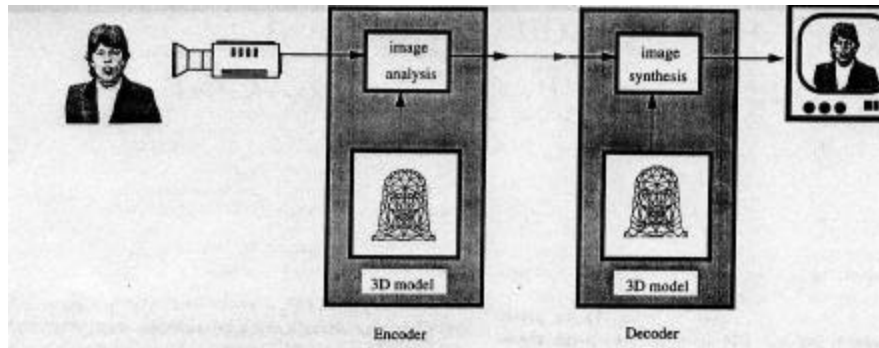 image
analysis
3D model
Encoder
image
synthesis
3D model
Decoder